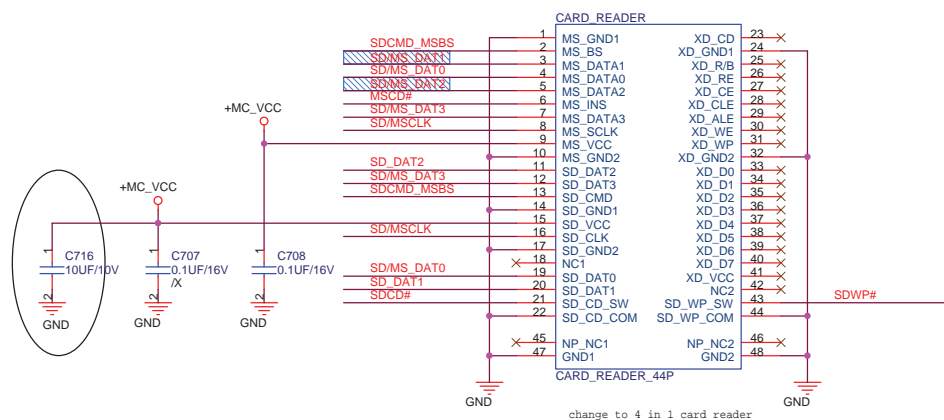 CARD_READER
1 MS_GND1 XD_CD 23
SDCMD_MSBS 2 MS_BS XD_GND1 24
SD/MS_DAT1 3 MS_DATA1 XD_R/B 25
SD/MS_DAT0 4 MS_DATA0 XD_RE 26
SD/MS_DAT2 5 MS_DATA2 XD_CE 27
MSCD# 6 MS_INS XD_CLE 28
SD/MS_DAT3 7 MS_DATA3 XD_ALE 29
SD/MSCLK 8 MS_SCLK XD_WE 30
+MC_VCC 9 MS_VCC XD_WP 31
10 MS_GND2 XD_GND2 32
SD_DAT2 11 SD_DAT2 XD_D0 33
SD/MS_DAT3 12 SD_DAT3 XD_D1 34
SDCMD_MSBS 13 SD_CMD XD_D2 35
14 SD_GND1 XD_D3 36
+MC_VCC 15 SD_VCC XD_D4 37
SD/MSCLK 16 SD_CLK XD_D5 38
17 SD_GND2 XD_D6 39
18 NC1 XD_D7 40
SD/MS_DAT0 19 SD_DAT0 XD_VCC 41
SD_DAT1 20 SD_DAT1 NC2 42
SDCD# 21 SD_CD_SW SD_WP_SW 43 SDWP#
22 SD_CD_COM SD_WP_COM 44
45 NP_NC1 NP_NC2 46
47 GND1 GND2 48
CARD_READER_44P
1 1 1
C716 C707 C708
10UF/10V 0.1UF/16V 0.1UF/16V
/X
2 2 2
GND GND GND
GND GND
change to 4 in 1 card reader